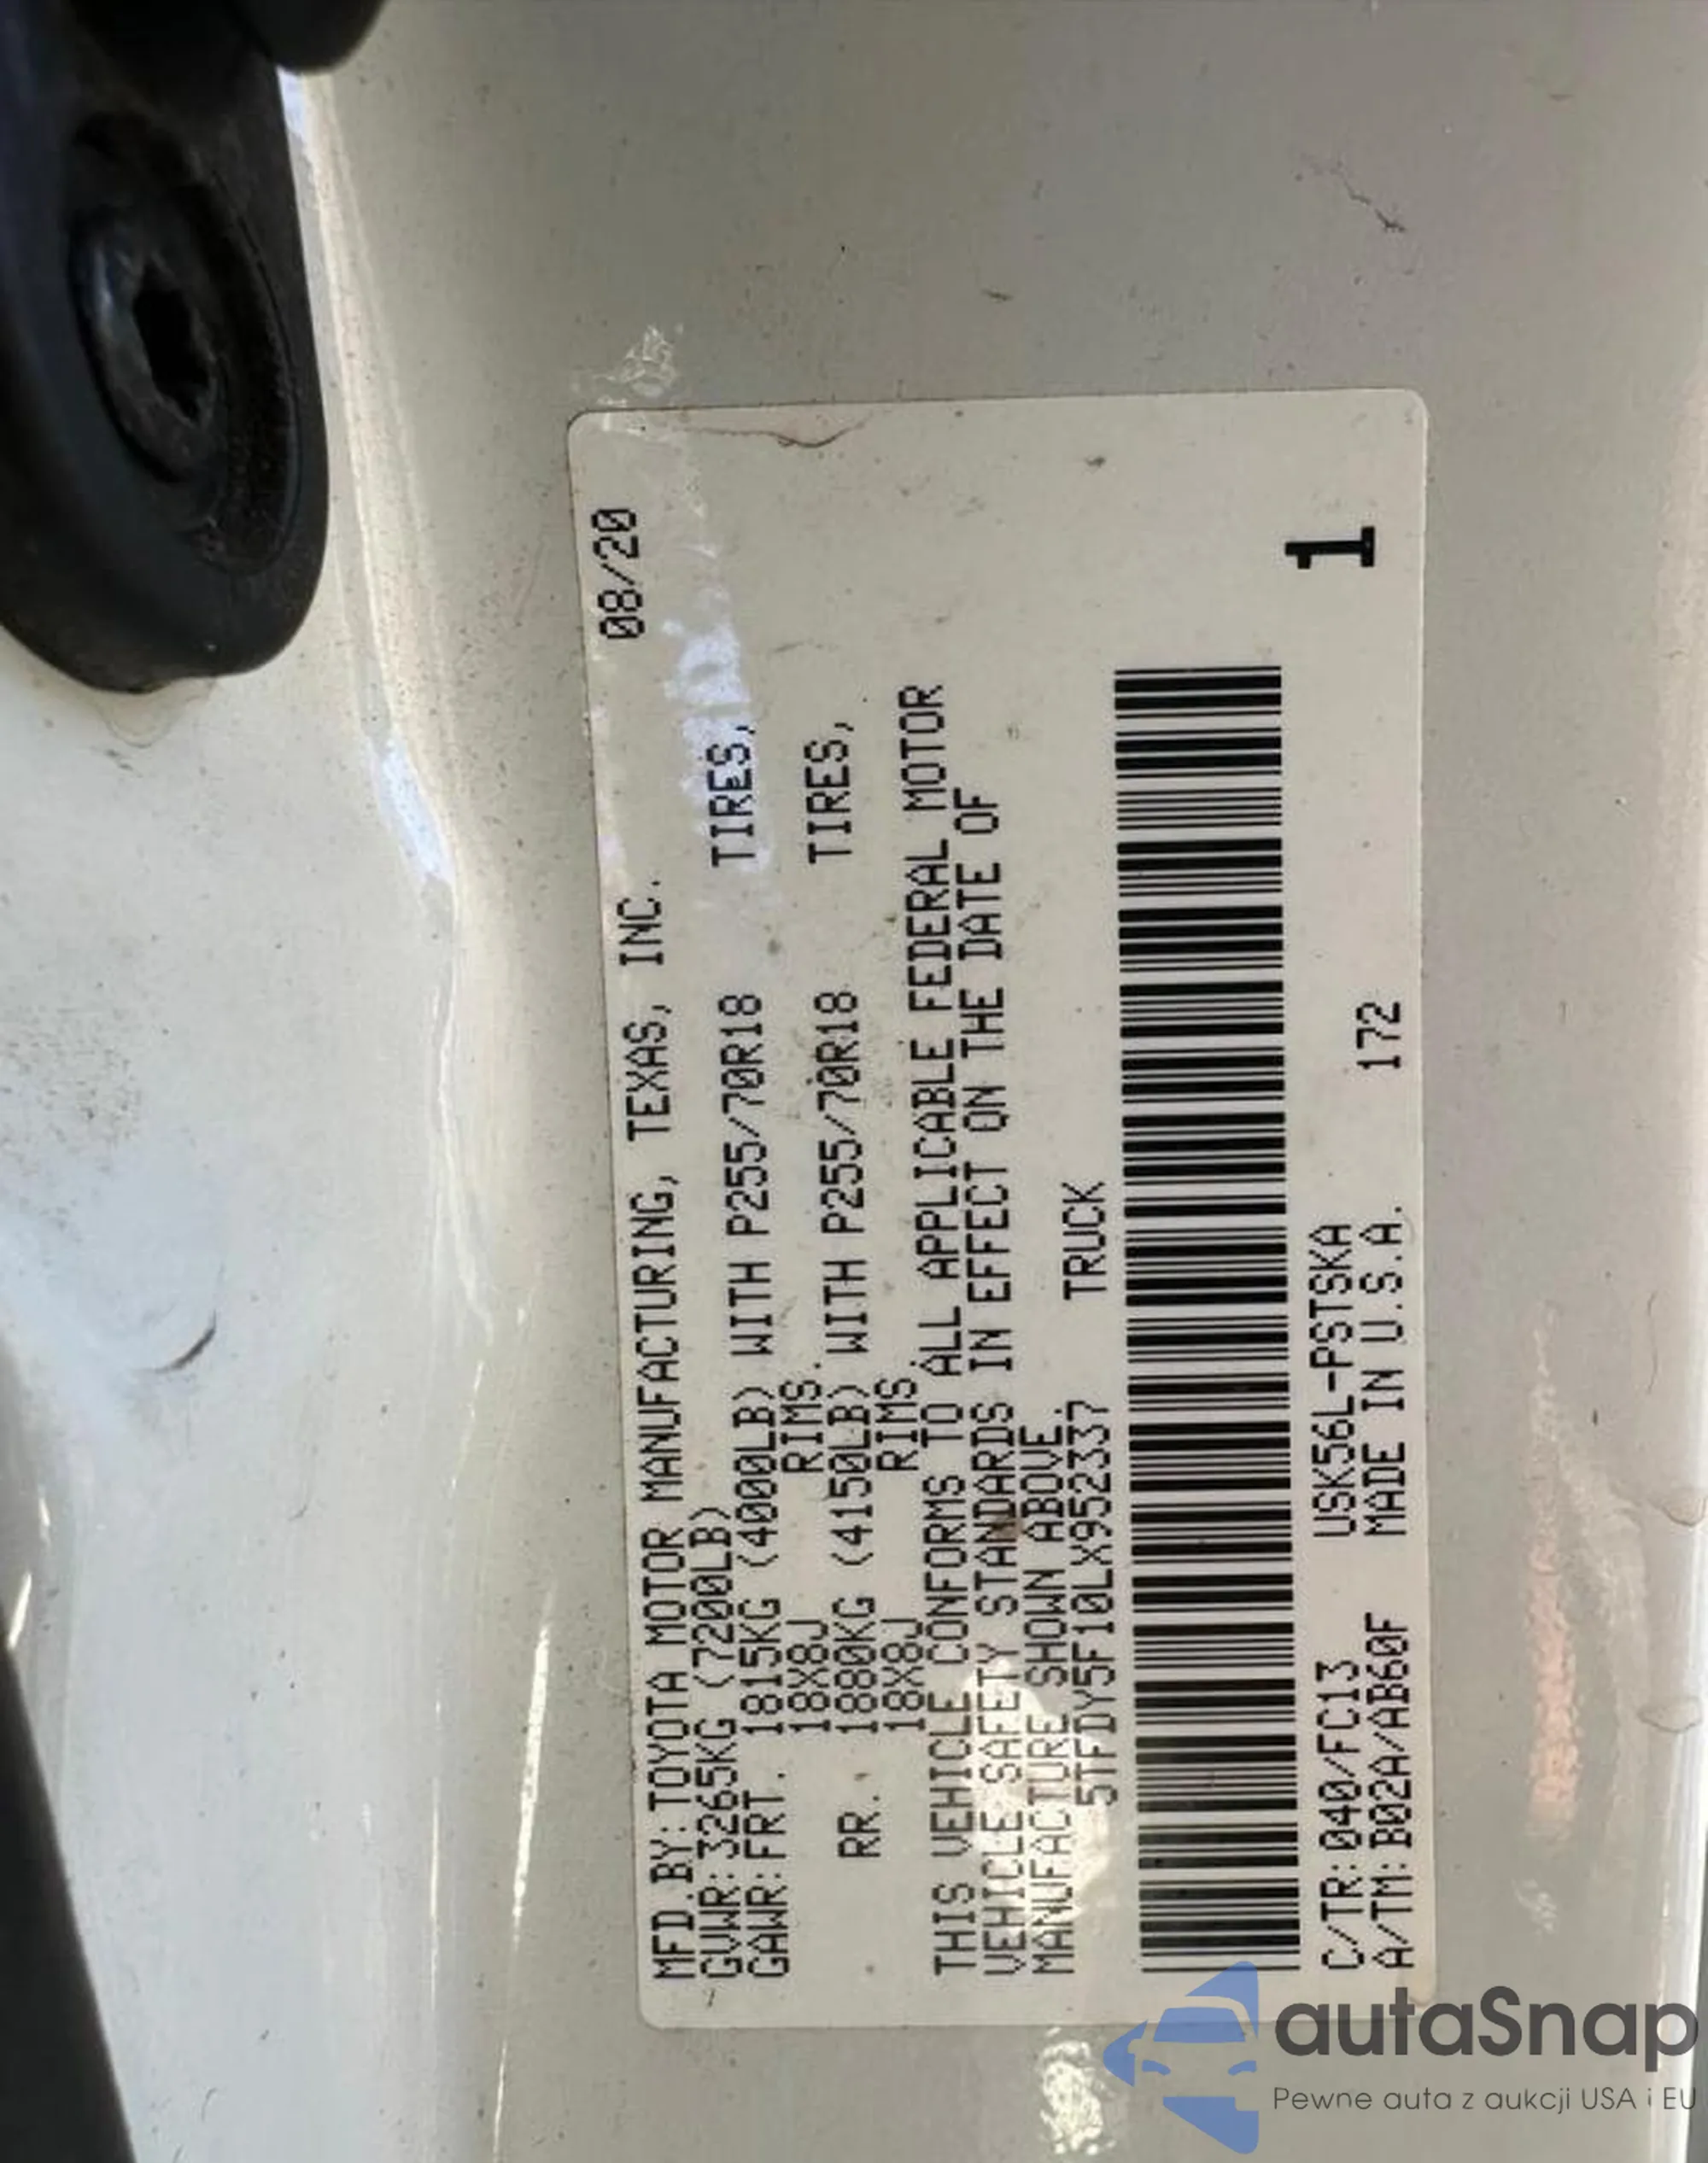 08/20
MFD.BY:TOYOTA MOTOR MANUFACTURING, TEXAS, INC.
GVWR:3265KG (7200LB)
GAWR:FRT. 1815KG (4000LB) WITH P255/70R18 TIRES,
18X8J RIMS.
RR. 1880KG (4150LB) WITH P255/70R18 TIRES,
18X8J RIMS.
THIS VEHICLE CONFORMS TO ALL APPLICABLE FEDERAL MOTOR
VEHICLE SAFETY STANDARDS IN EFFECT ON THE DATE OF
MANUFACTURE SHOWN ABOVE.
5TFDY5F10LX952337 TRUCK
1
C/TR:040/FC13 USK56L-PSTSKA
A/TM:B02A/AB60F MADE IN U.S.A. 172
autaSnap
Pewne auta z aukcji USA i EU